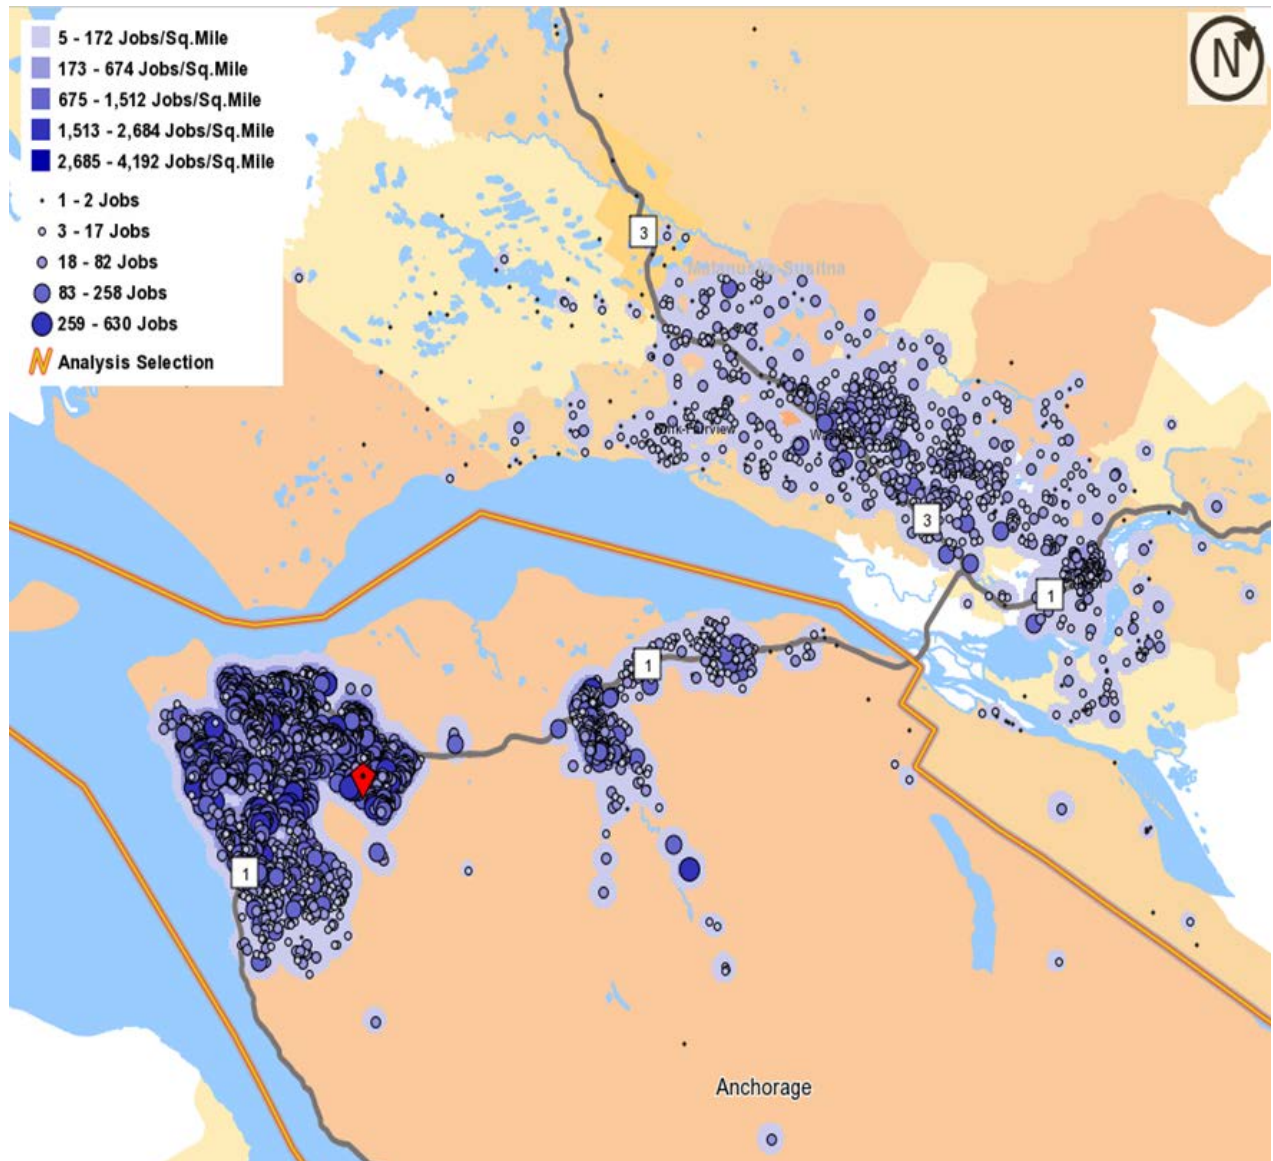 5 - 172 Jobs/Sq.Mile
173 - 674 Jobs/Sq.Mile
675 - 1,512 Jobs/Sq.Mile
1,513 - 2,684 Jobs/Sq.Mile
2,685 - 4,192 Jobs/Sq.Mile
1 - 2 Jobs
3 - 17 Jobs
18 - 82 Jobs
83 - 258 Jobs
259 - 630 Jobs
Analysis Selection
N
3
Matanuska-Susitna
3
1
1
1
Anchorage